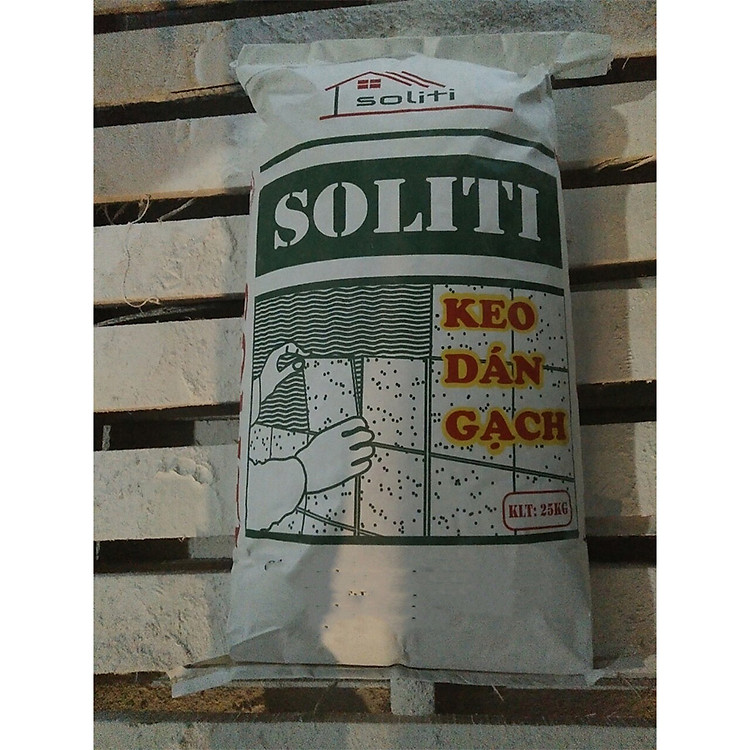 soliti
SOLITI
KEO
DÁN
GẠCH
KLT: 25KG